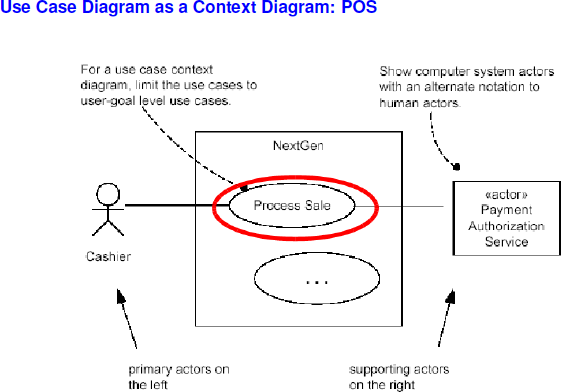 Use Case Diagram as a Context Diagram: POS
For a use case context
diagram, limit the use cases to
user-goal level use cases.
Show computer system actors
with an alternate notation to
human actors.
NextGen
Process Sale
«actor»
Payment
Authorization
Service
Cashier
. . .
primary actors on
the left
supporting actors
on the right